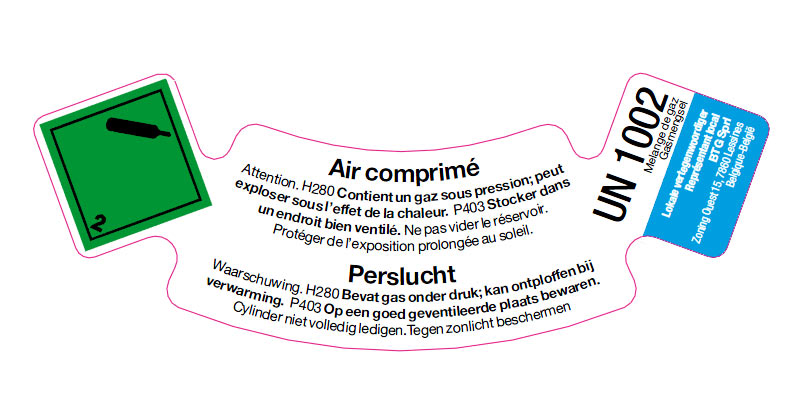 2
Air comprimé
Attention. H280 Contient un gaz sous pression; peut
exploser sous l'effet de la chaleur. P403 Stocker dans
un endroit bien ventilé. Ne pas vider le réservoir.
Protéger de l'exposition prolongée au soleil.
Perslucht
Waarschuwing. H280 Bevat gas onder druk; kan ontploffen bij
verwarming. P403 Op een goed geventileerde plaats bewaren.
Cylinder niet volledig ledigen. Tegen zonlicht beschermen
UN 1002
Melange de gaz
Gasmengsel
Lokale vertegenwoordiger
Représentant local
BTG Sprl
Zoning Ouest 15, 7860 Lessines
Belgique-België